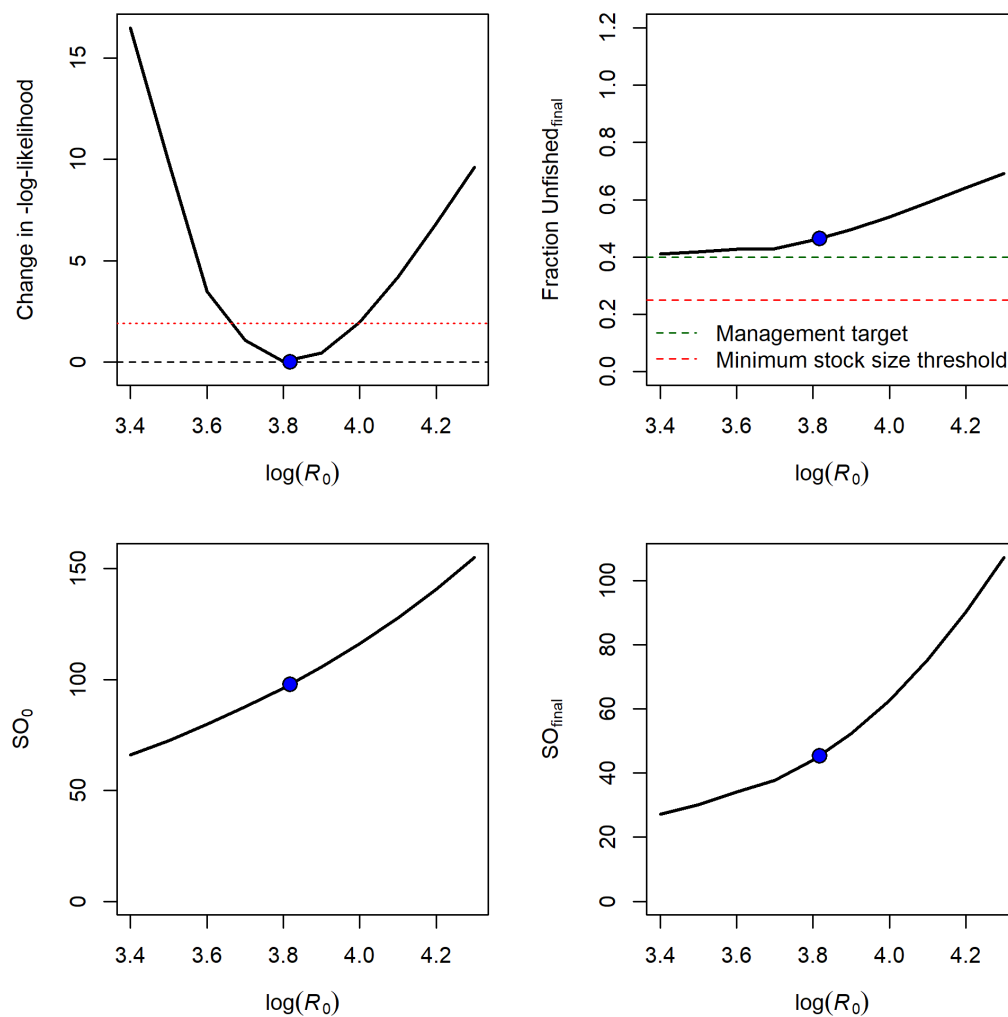 Change in -log-likelihood
15
10
5
0
3.4 3.6 3.8 4.0 4.2
log(R0)
Fraction Unfishedfinal
1.2
1.0
0.8
0.6
0.4
0.2
0.0
Management target
Minimum stock size threshold
3.4 3.6 3.8 4.0 4.2
log(R0)
SO0
150
100
50
0
3.4 3.6 3.8 4.0 4.2
log(R0)
SOfinal
100
80
60
40
20
0
3.4 3.6 3.8 4.0 4.2
log(R0)